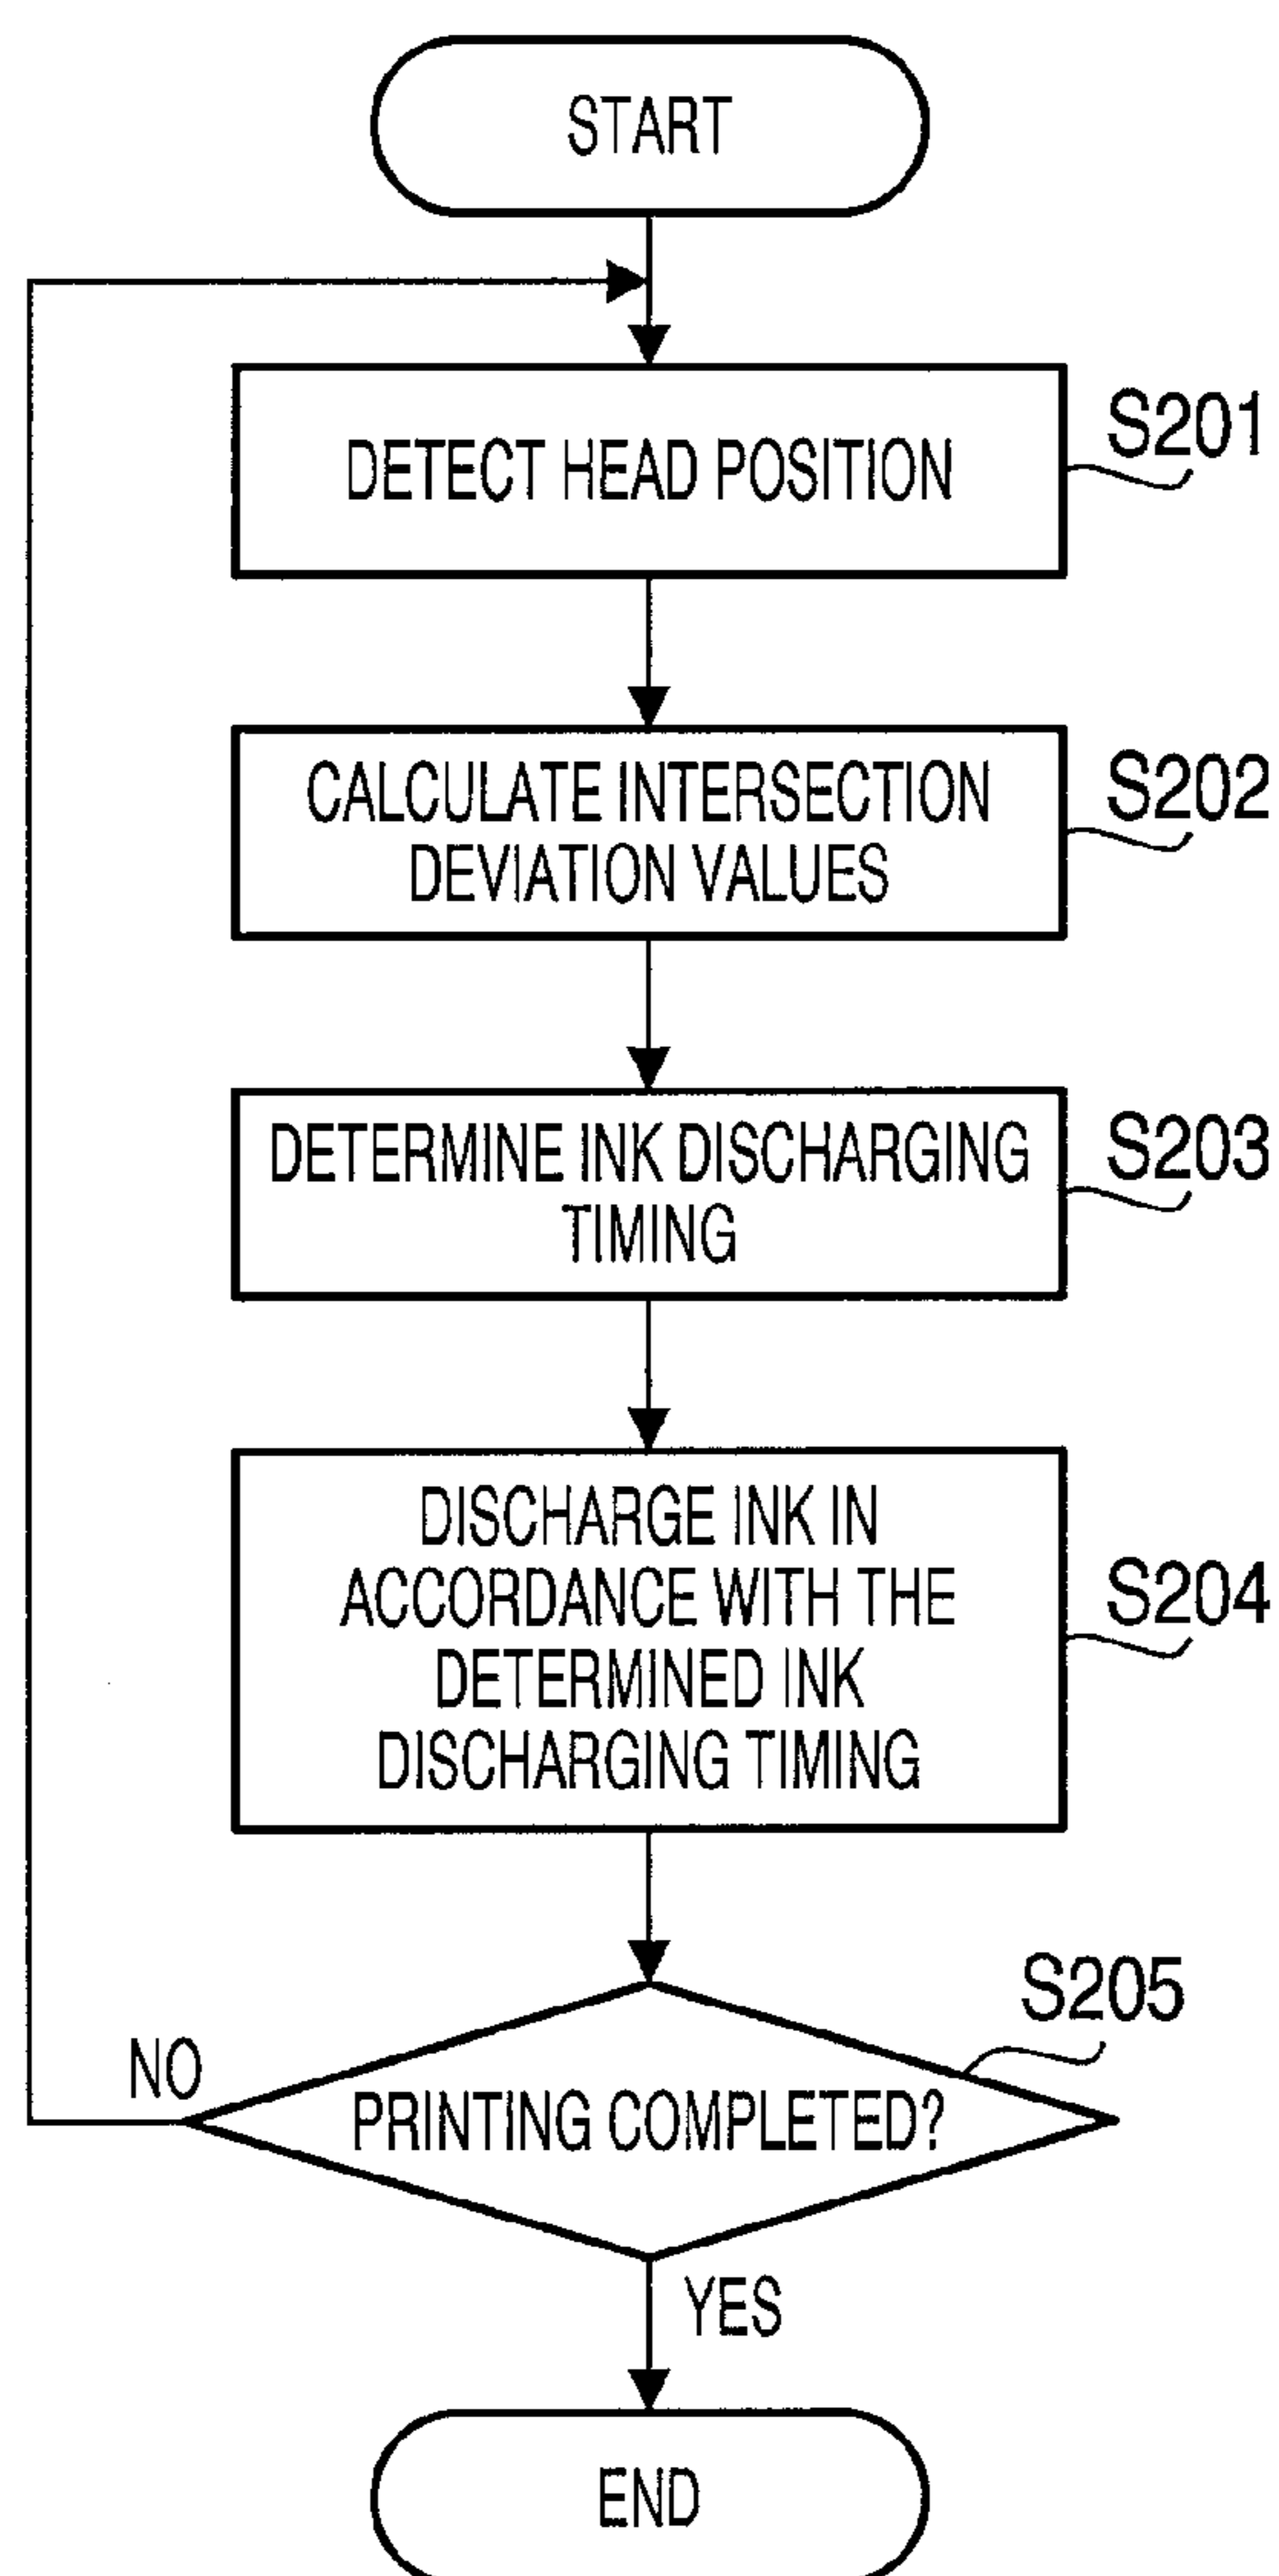 START
DETECT HEAD POSITION
S201
CALCULATE INTERSECTION
DEVIATION VALUES
S202
DETERMINE INK DISCHARGING
TIMING
S203
DISCHARGE INK IN
ACCORDANCE WITH THE
DETERMINED INK
DISCHARGING TIMING
S204
S205
NO
PRINTING COMPLETED?
YES
END